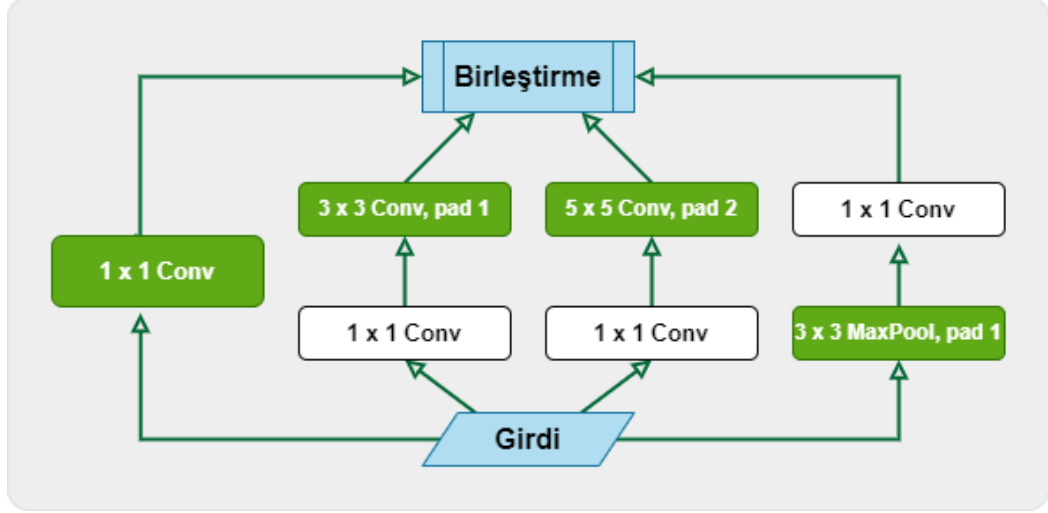 Birleştirme
3 x 3 Conv, pad 1
5 x 5 Conv, pad 2
1 x 1 Conv
1 x 1 Conv
1 x 1 Conv
1 x 1 Conv
3 x 3 MaxPool, pad 1
Girdi